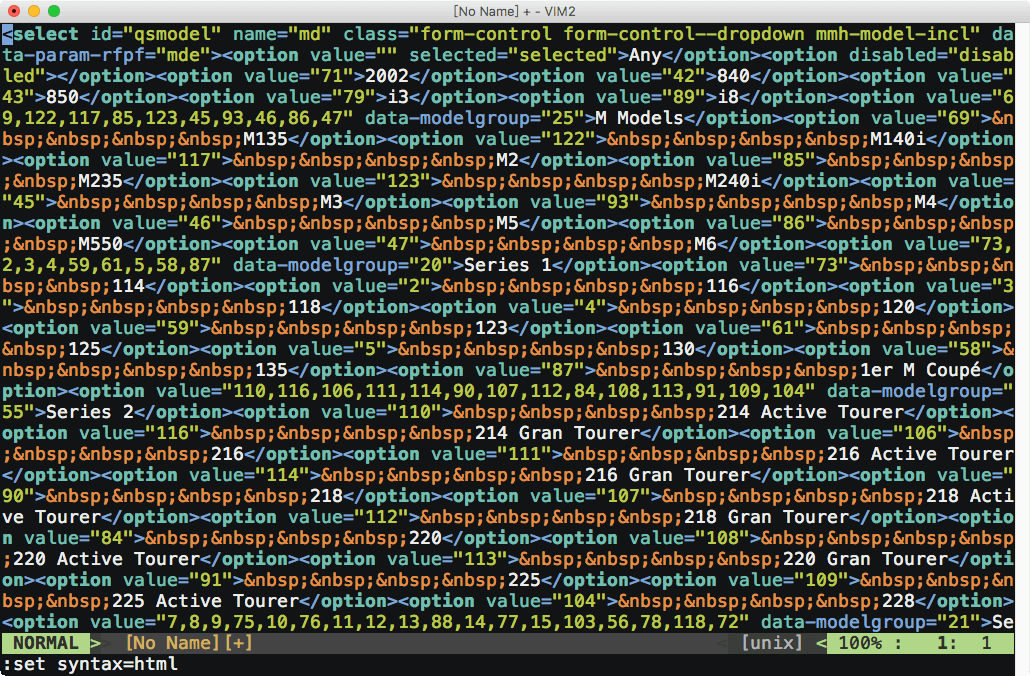 [No Name] + - VIM2
<select id="qsmodel" name="md" class="form-control form-control--dropdown mmh-model-incl" da
ta-param-rfpf="mde"><option value="" selected="selected">Any</option><option disabled="disab
led"></option><option value="71">2002</option><option value="42">840</option><option value="
43">850</option><option value="79">i3</option><option value="89">i8</option><option value="6
9,122,117,85,123,45,93,46,86,47" data-modelgroup="25">M Models</option><option value="69">&n
bsp;&nbsp;&nbsp;&nbsp;M135</option><option value="122">&nbsp;&nbsp;&nbsp;&nbsp;M140i</option
><option value="117">&nbsp;&nbsp;&nbsp;&nbsp;M2</option><option value="85">&nbsp;&nbsp;&nbsp
;&nbsp;M235</option><option value="123">&nbsp;&nbsp;&nbsp;&nbsp;M240i</option><option value=
"45">&nbsp;&nbsp;&nbsp;&nbsp;M3</option><option value="93">&nbsp;&nbsp;&nbsp;&nbsp;M4</optio
n><option value="46">&nbsp;&nbsp;&nbsp;&nbsp;M5</option><option value="86">&nbsp;&nbsp;&nbsp
;&nbsp;M550</option><option value="47">&nbsp;&nbsp;&nbsp;&nbsp;M6</option><option value="73,
2,3,4,59,61,5,58,87" data-modelgroup="20">Series 1</option><option value="73">&nbsp;&nbsp;&n
bsp;&nbsp;114</option><option value="2">&nbsp;&nbsp;&nbsp;&nbsp;116</option><option value="3
">&nbsp;&nbsp;&nbsp;&nbsp;118</option><option value="4">&nbsp;&nbsp;&nbsp;&nbsp;120</option>
<option value="59">&nbsp;&nbsp;&nbsp;&nbsp;123</option><option value="61">&nbsp;&nbsp;&nbsp;
&nbsp;125</option><option value="5">&nbsp;&nbsp;&nbsp;&nbsp;130</option><option value="58">&
nbsp;&nbsp;&nbsp;&nbsp;135</option><option value="87">&nbsp;&nbsp;&nbsp;&nbsp;1er M Coupé</o
ption><option value="110,116,106,111,114,90,107,112,84,108,113,91,109,104" data-modelgroup="
55">Series 2</option><option value="110">&nbsp;&nbsp;&nbsp;&nbsp;214 Active Tourer</option><
option value="116">&nbsp;&nbsp;&nbsp;&nbsp;214 Gran Tourer</option><option value="106">&nbsp
;&nbsp;&nbsp;&nbsp;216</option><option value="111">&nbsp;&nbsp;&nbsp;&nbsp;216 Active Tourer
</option><option value="114">&nbsp;&nbsp;&nbsp;&nbsp;216 Gran Tourer</option><option value="
90">&nbsp;&nbsp;&nbsp;&nbsp;218</option><option value="107">&nbsp;&nbsp;&nbsp;&nbsp;218 Acti
ve Tourer</option><option value="112">&nbsp;&nbsp;&nbsp;&nbsp;218 Gran Tourer</option><optio
n value="84">&nbsp;&nbsp;&nbsp;&nbsp;220</option><option value="108">&nbsp;&nbsp;&nbsp;&nbsp
;220 Active Tourer</option><option value="113">&nbsp;&nbsp;&nbsp;&nbsp;220 Gran Tourer</opti
on><option value="91">&nbsp;&nbsp;&nbsp;&nbsp;225</option><option value="109">&nbsp;&nbsp;&n
bsp;&nbsp;225 Active Tourer</option><option value="104">&nbsp;&nbsp;&nbsp;&nbsp;228</option>
<option value="7,8,9,75,10,76,11,12,13,88,14,77,15,103,56,78,118,72" data-modelgroup="21">Se
NORMAL > > [No Name][+] < [unix] < 100% : 1: 1
:set syntax=html